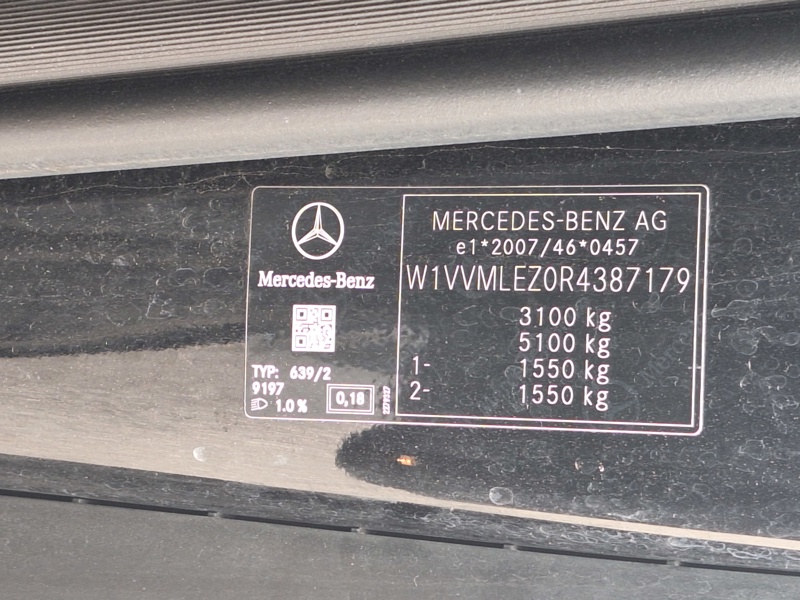 Mercedes-Benz
TYP: 639/2
9197
1.0 %
0,18
MERCEDES-BENZ AG
e1*2007/46*0457
W1VVMLEZ0R4387179
3100 kg
5100 kg
1- 1550 kg
2- 1550 kg